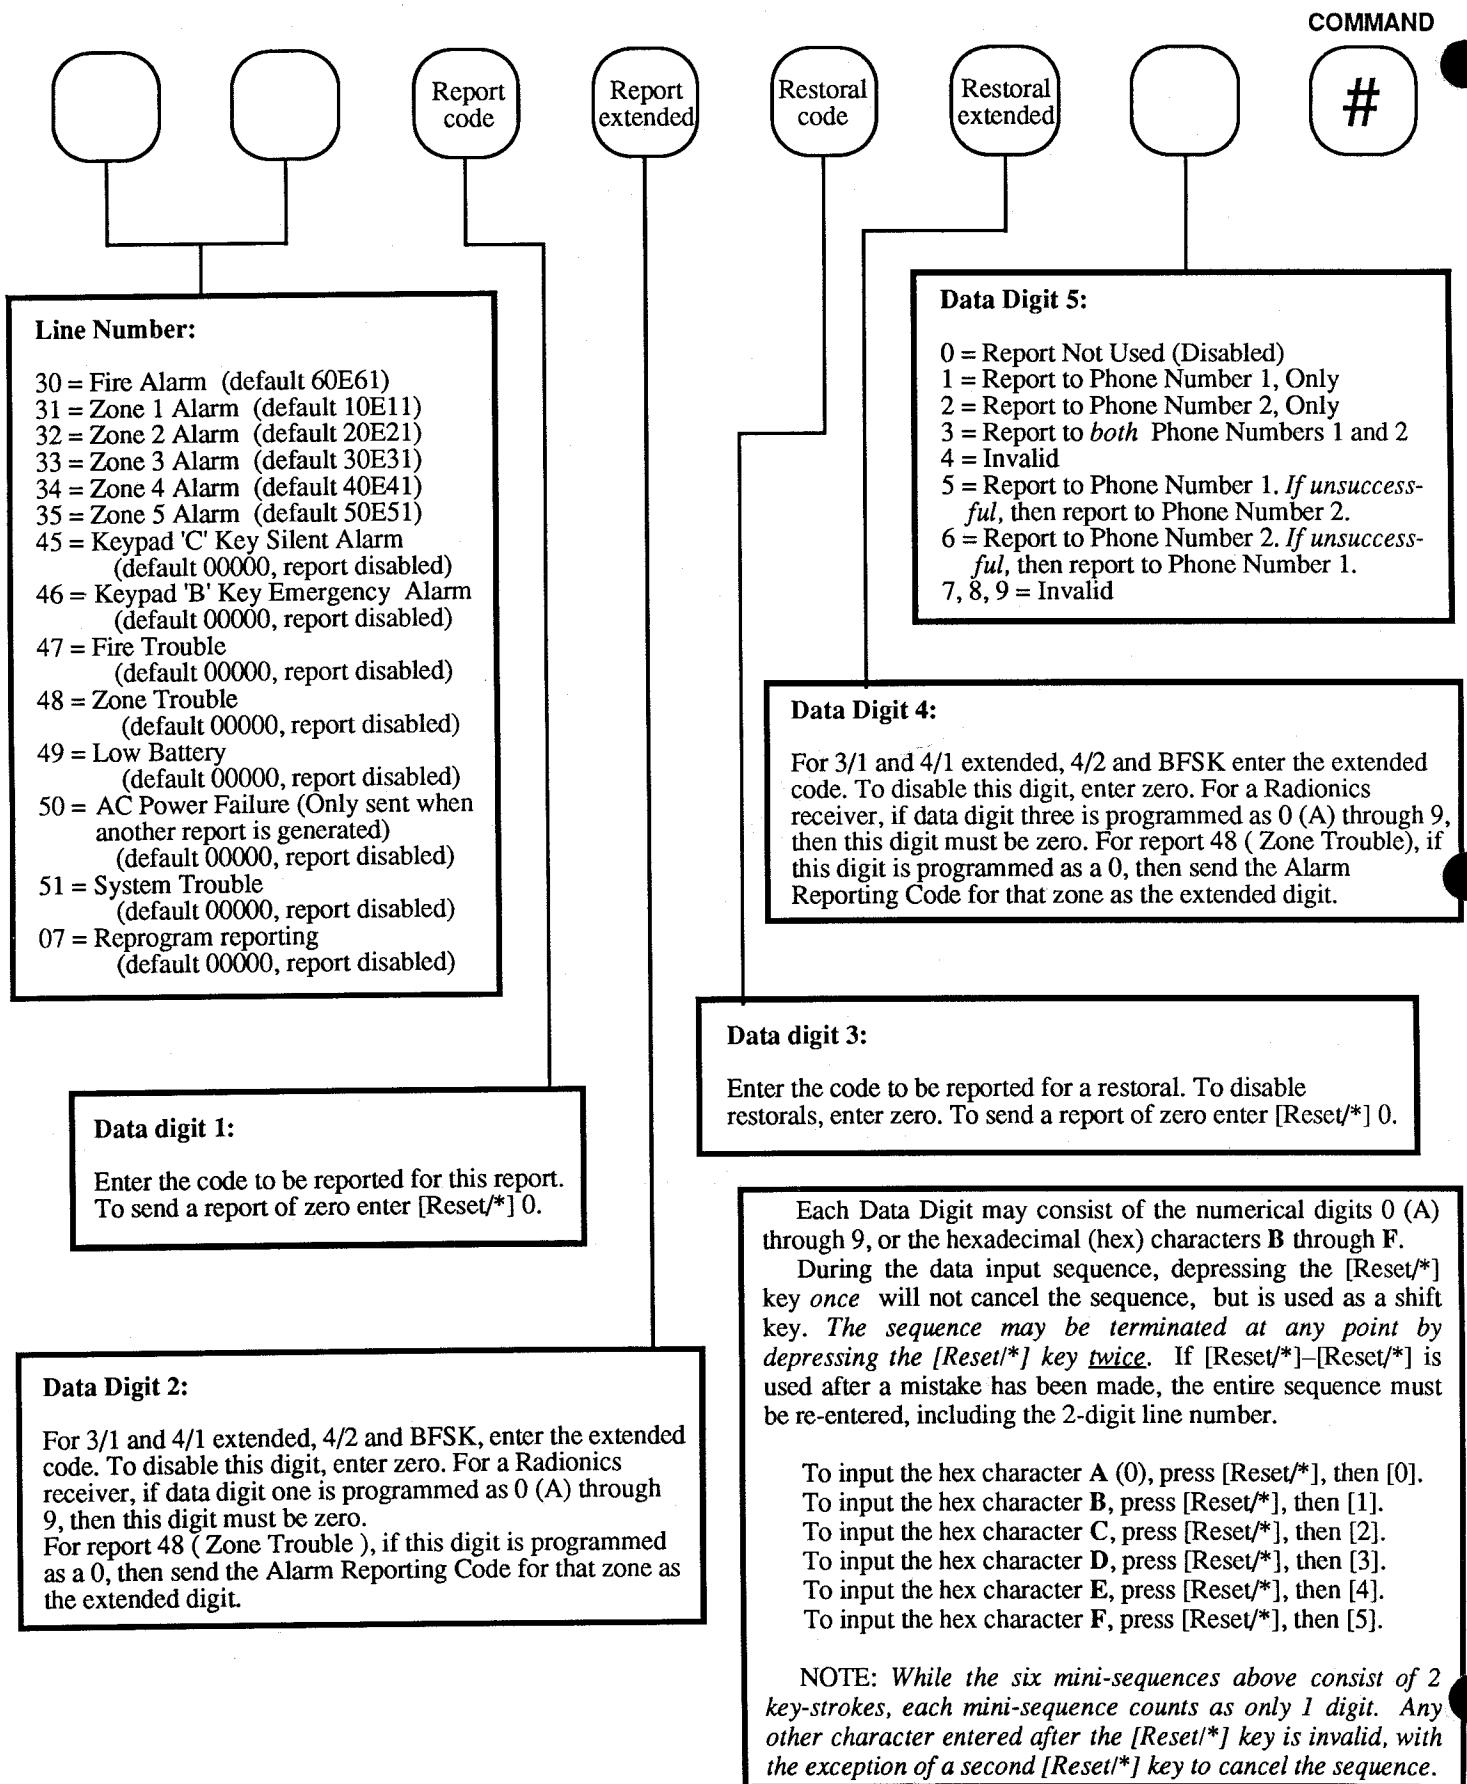 COMMAND
Report
code
Report
extended
Restoral
code
Restoral
extended
#
Line Number:
30 = Fire Alarm (default 60E61)
31 = Zone 1 Alarm (default 10E11)
32 = Zone 2 Alarm (default 20E21)
33 = Zone 3 Alarm (default 30E31)
34 = Zone 4 Alarm (default 40E41)
35 = Zone 5 Alarm (default 50E51)
45 = Keypad 'C' Key Silent Alarm
(default 00000, report disabled)
46 = Keypad 'B' Key Emergency Alarm
(default 00000, report disabled)
47 = Fire Trouble
(default 00000, report disabled)
48 = Zone Trouble
(default 00000, report disabled)
49 = Low Battery
(default 00000, report disabled)
50 = AC Power Failure (Only sent when
another report is generated)
(default 00000, report disabled)
51 = System Trouble
(default 00000, report disabled)
07 = Reprogram reporting
(default 00000, report disabled)
Data Digit 5:
0 = Report Not Used (Disabled)
1 = Report to Phone Number 1, Only
2 = Report to Phone Number 2, Only
3 = Report to both Phone Numbers 1 and 2
4 = Invalid
5 = Report to Phone Number 1. If unsuccess-
ful, then report to Phone Number 2.
6 = Report to Phone Number 2. If unsuccess-
ful, then report to Phone Number 1.
7, 8, 9 = Invalid
Data Digit 4:
For 3/1 and 4/1 extended, 4/2 and BFSK enter the extended
code. To disable this digit, enter zero. For a Radionics
receiver, if data digit three is programmed as 0 (A) through 9,
then this digit must be zero. For report 48 ( Zone Trouble), if
this digit is programmed as a 0, then send the Alarm
Reporting Code for that zone as the extended digit.
Data digit 3:
Enter the code to be reported for a restoral. To disable
restorals, enter zero. To send a report of zero enter [Reset/*] 0.
Data digit 1:
Enter the code to be reported for this report.
To send a report of zero enter [Reset/*] 0.
Data Digit 2:
For 3/1 and 4/1 extended, 4/2 and BFSK, enter the extended
code. To disable this digit, enter zero. For a Radionics
receiver, if data digit one is programmed as 0 (A) through
9, then this digit must be zero.
For report 48 ( Zone Trouble ), if this digit is programmed
as a 0, then send the Alarm Reporting Code for that zone as
the extended digit.
Each Data Digit may consist of the numerical digits 0 (A)
through 9, or the hexadecimal (hex) characters B through F.
During the data input sequence, depressing the [Reset/*]
key once will not cancel the sequence, but is used as a shift
key. The sequence may be terminated at any point by
depressing the [Reset/*] key twice. If [Reset/*]–[Reset/*] is
used after a mistake has been made, the entire sequence must
be re-entered, including the 2-digit line number.
To input the hex character A (0), press [Reset/*], then [0].
To input the hex character B, press [Reset/*], then [1].
To input the hex character C, press [Reset/*], then [2].
To input the hex character D, press [Reset/*], then [3].
To input the hex character E, press [Reset/*], then [4].
To input the hex character F, press [Reset/*], then [5].
NOTE: While the six mini-sequences above consist of 2
key-strokes, each mini-sequence counts as only 1 digit. Any
other character entered after the [Reset/*] key is invalid, with
the exception of a second [Reset/*] key to cancel the sequence.